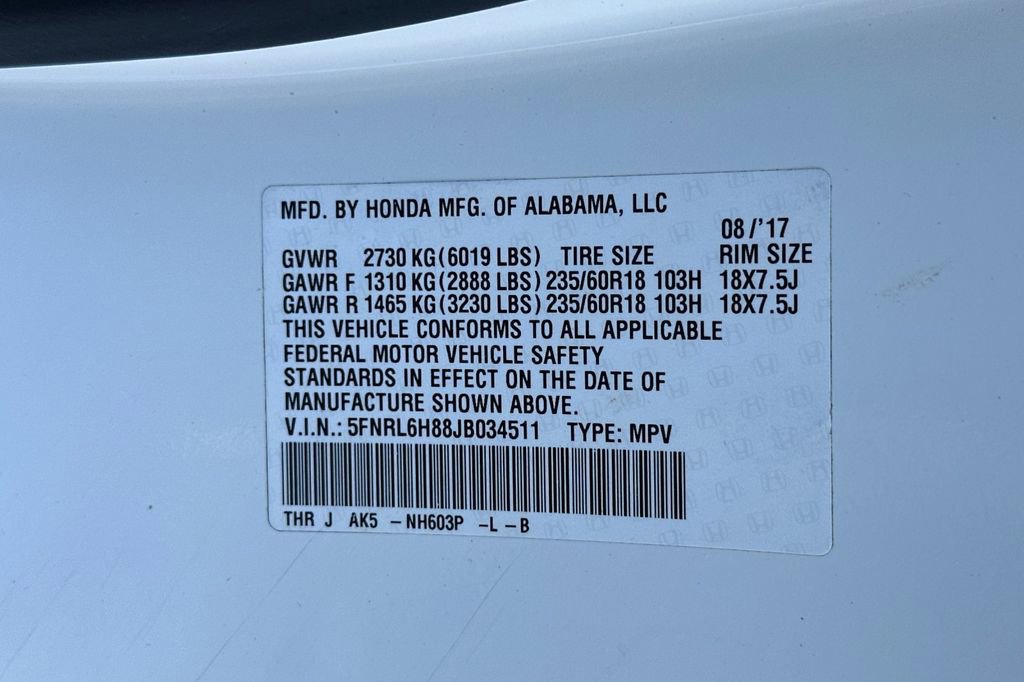 MFD. BY HONDA MFG. OF ALABAMA, LLC
08/'17
GVWR 2730 KG(6019 LBS) TIRE SIZE RIM SIZE
GAWR F 1310 KG(2888 LBS) 235/60R18 103H 18X7.5J
GAWR R 1465 KG(3230 LBS) 235/60R18 103H 18X7.5J
THIS VEHICLE CONFORMS TO ALL APPLICABLE
FEDERAL MOTOR VEHICLE SAFETY
STANDARDS IN EFFECT ON THE DATE OF
MANUFACTURE SHOWN ABOVE.
V.I.N.: 5FNRL6H88JB034511 TYPE: MPV
THR J AK5 -NH603P -L-B